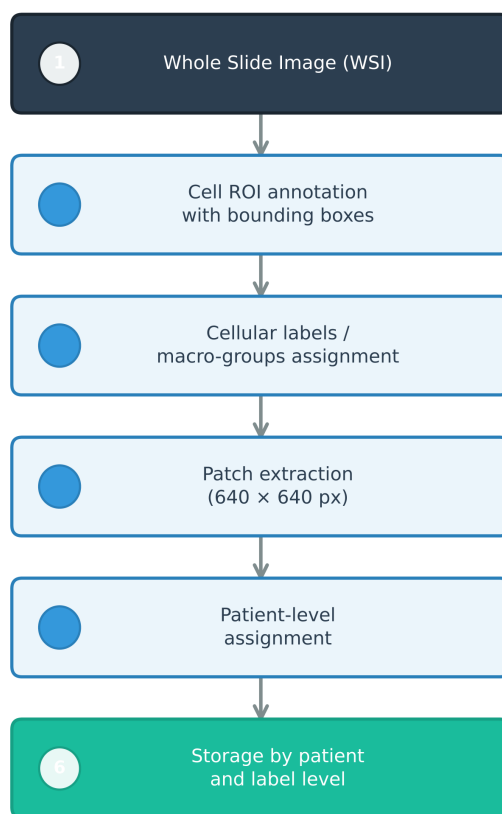 1
Whole Slide Image (WSI)
Cell ROI annotation
with bounding boxes
Cellular labels /
macro-groups assignment
Patch extraction
(640 × 640 px)
Patient-level
assignment
6
Storage by patient
and label level